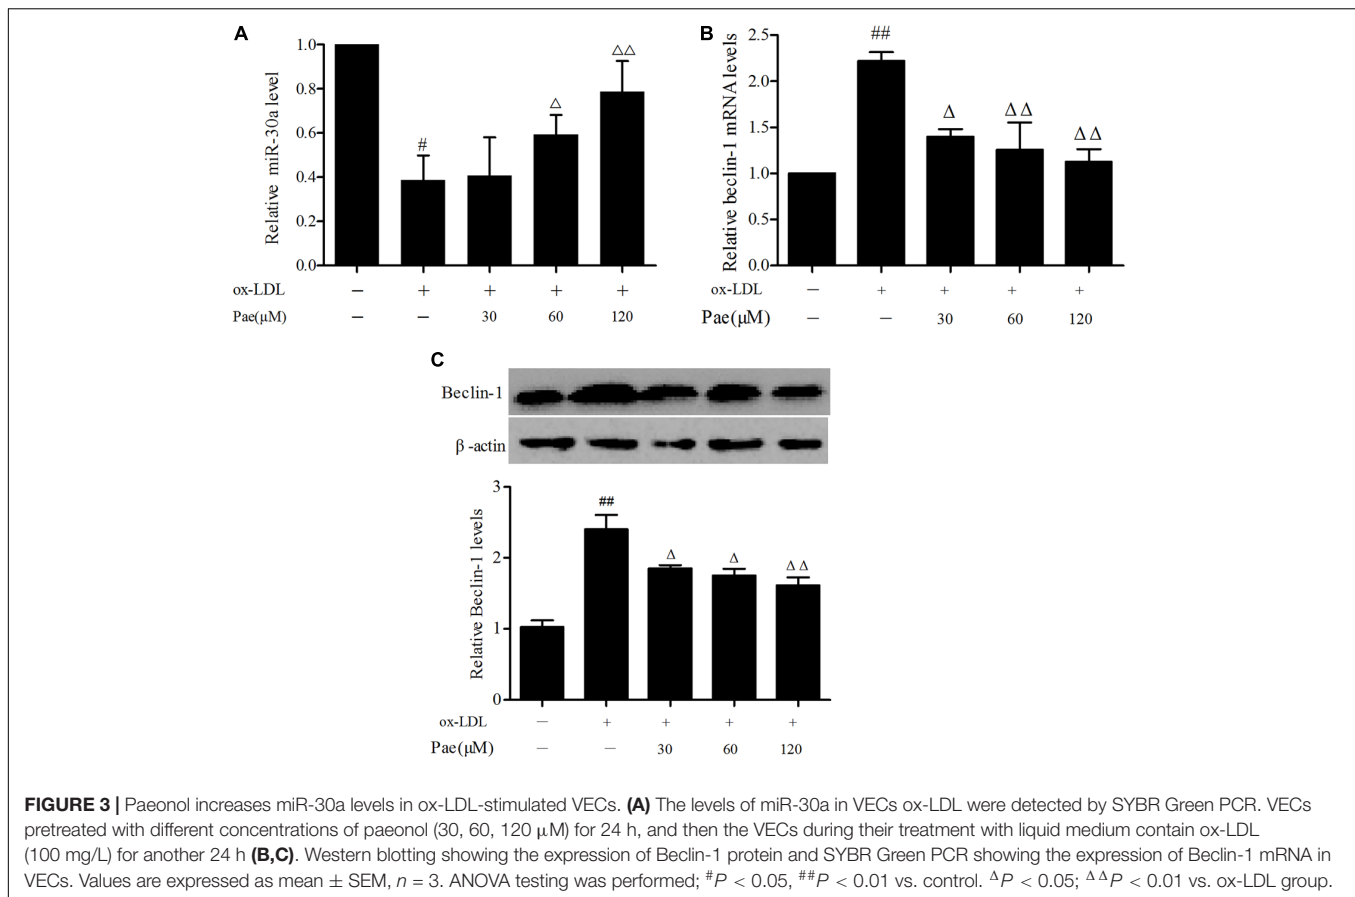 A
Relative miR-30a level
1.0
0.8
0.6
0.4
0.2
0.0
#
△
△△
ox-LDL − + + + +
Pae(μM) − − 30 60 120
B
Relative beclin-1 mRNA levels
2.5
2.0
1.5
1.0
0.5
0.0
##
Δ
Δ Δ
Δ Δ
ox-LDL − + + + +
Pae(μM) − − 30 60 120
C
Beclin-1
β -actin
Relative Beclin-1 levels
3
2
1
0
##
Δ
Δ
Δ Δ
ox-LDL − + + + +
Pae(μM) − − 30 60 120
FIGURE 3 | Paeonol increases miR-30a levels in ox-LDL-stimulated VECs. (A) The levels of miR-30a in VECs ox-LDL were detected by SYBR Green PCR. VECs
pretreated with different concentrations of paeonol (30, 60, 120 μM) for 24 h, and then the VECs during their treatment with liquid medium contain ox-LDL
(100 mg/L) for another 24 h (B,C). Western blotting showing the expression of Beclin-1 protein and SYBR Green PCR showing the expression of Beclin-1 mRNA in
VECs. Values are expressed as mean ± SEM, n = 3. ANOVA testing was performed; #P < 0.05, ##P < 0.01 vs. control. ΔP < 0.05; ΔΔP < 0.01 vs. ox-LDL group.